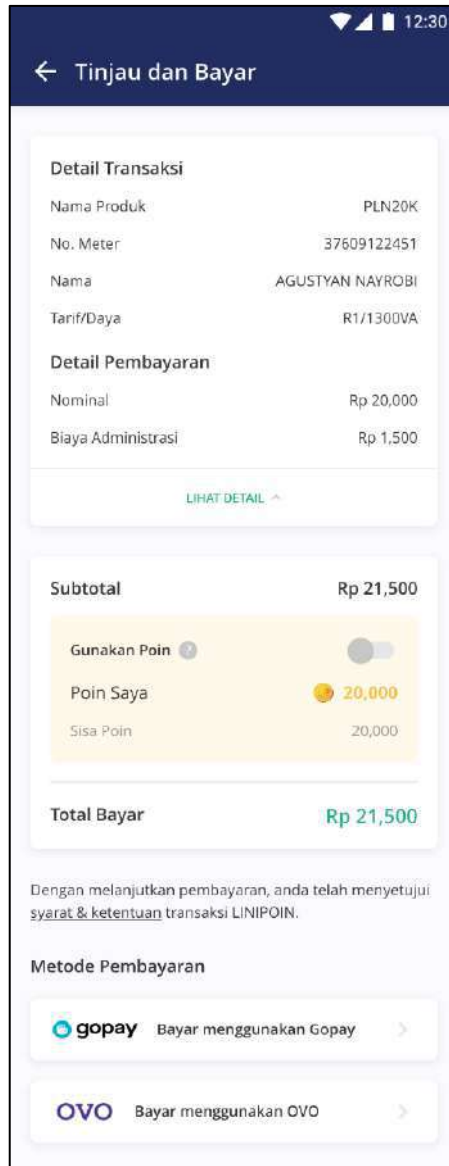 12:30
Tinjau dan Bayar
Detail Transaksi
Nama Produk PLN20K
No. Meter 37609122451
Nama AGUSTYAN NAYROBI
Tarif/Daya R1/1300VA
Detail Pembayaran
Nominal Rp 20,000
Biaya Administrasi Rp 1,500
LIHAT DETAIL
Subtotal Rp 21,500
Gunakan Poin ?
Poin Saya 20,000
Sisa Poin 20,000
Total Bayar Rp 21,500
Dengan melanjutkan pembayaran, anda telah menyetujui
syarat & ketentuan transaksi LINIPOIN.
Metode Pembayaran
gopay Bayar menggunakan Gopay
OVO Bayar menggunakan OVO